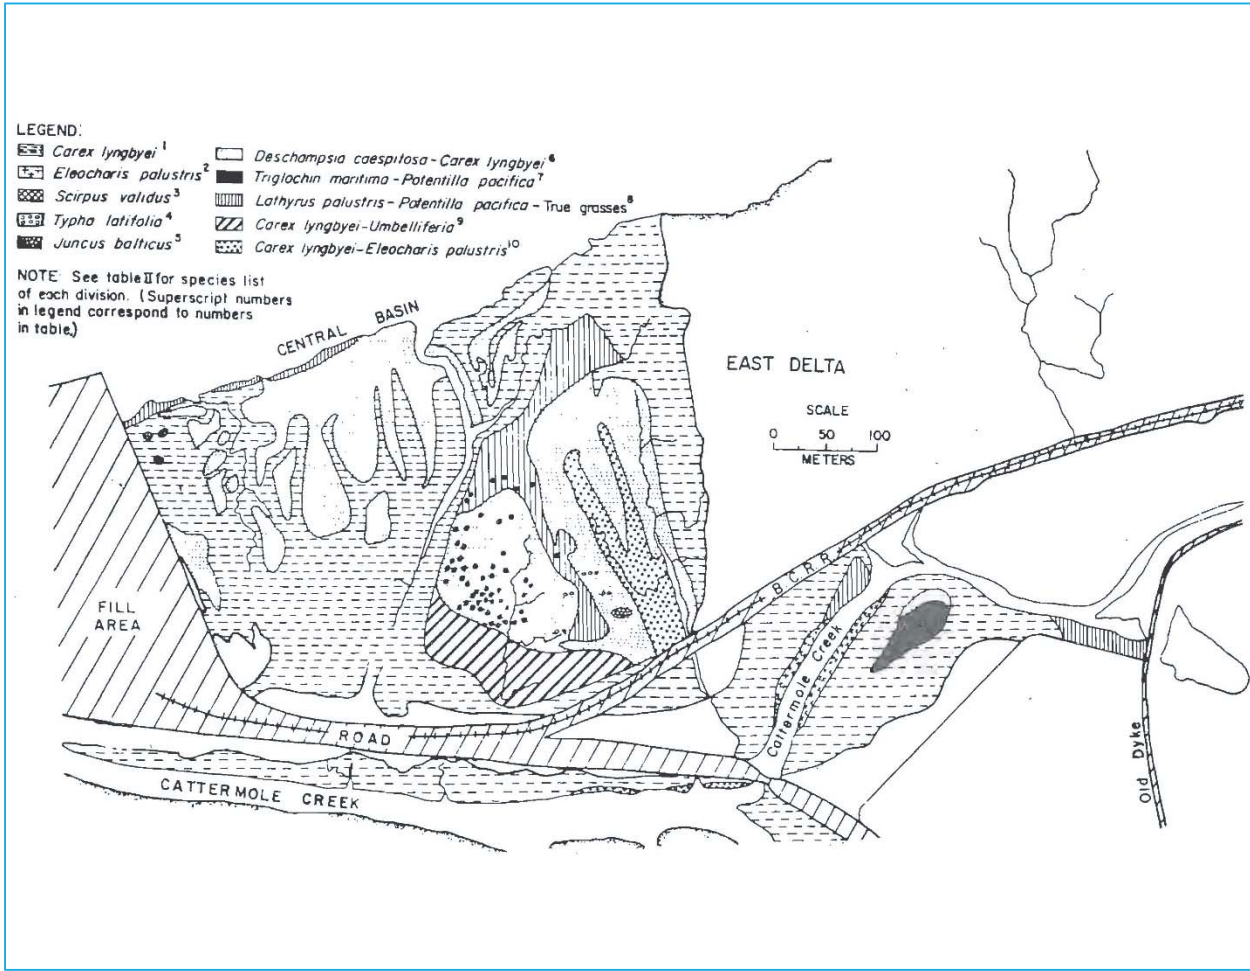 LEGEND:
Carex lyngbyei 1
Eleocharis palustris 2
Scirpus validus 3
Typha latifolia 4
Juncus balticus 5
Deschampsia caespitosa - Carex lyngbyei 6
Triglochin maritima - Potentilla pacifica 7
Lathyrus palustris - Potentilla pacifica - True grasses 8
Carex lyngbyei - Umbelliferia 9
Carex lyngbyei - Eleocharis palustris 10
NOTE: See table II for species list
of each division. (Superscript numbers
in legend correspond to numbers
in table.)
CENTRAL BASIN
EAST DELTA
SCALE
0 50 100
METERS
B.C.R.R.
FILL
AREA
ROAD
Cattermole Creek
CATTERMOLE CREEK
Old Dyke